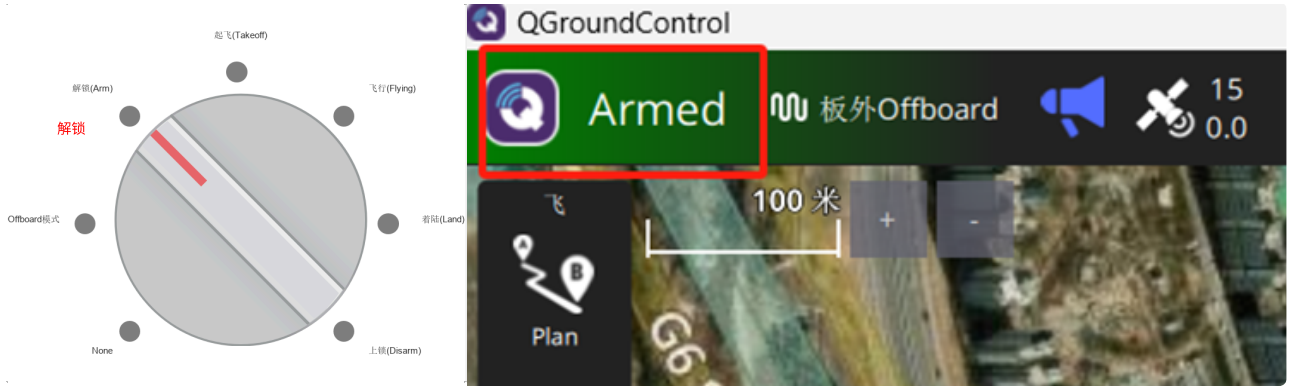 起飞(Takeoff)
解锁(Arm)
飞行(Flying)
解锁
Offboard模式
着陆(Land)
None
上锁(Disarm)
QGroundControl
Armed
板外Offboard
15
0.0
飞
100 米
+
-
A
B
Plan
G6